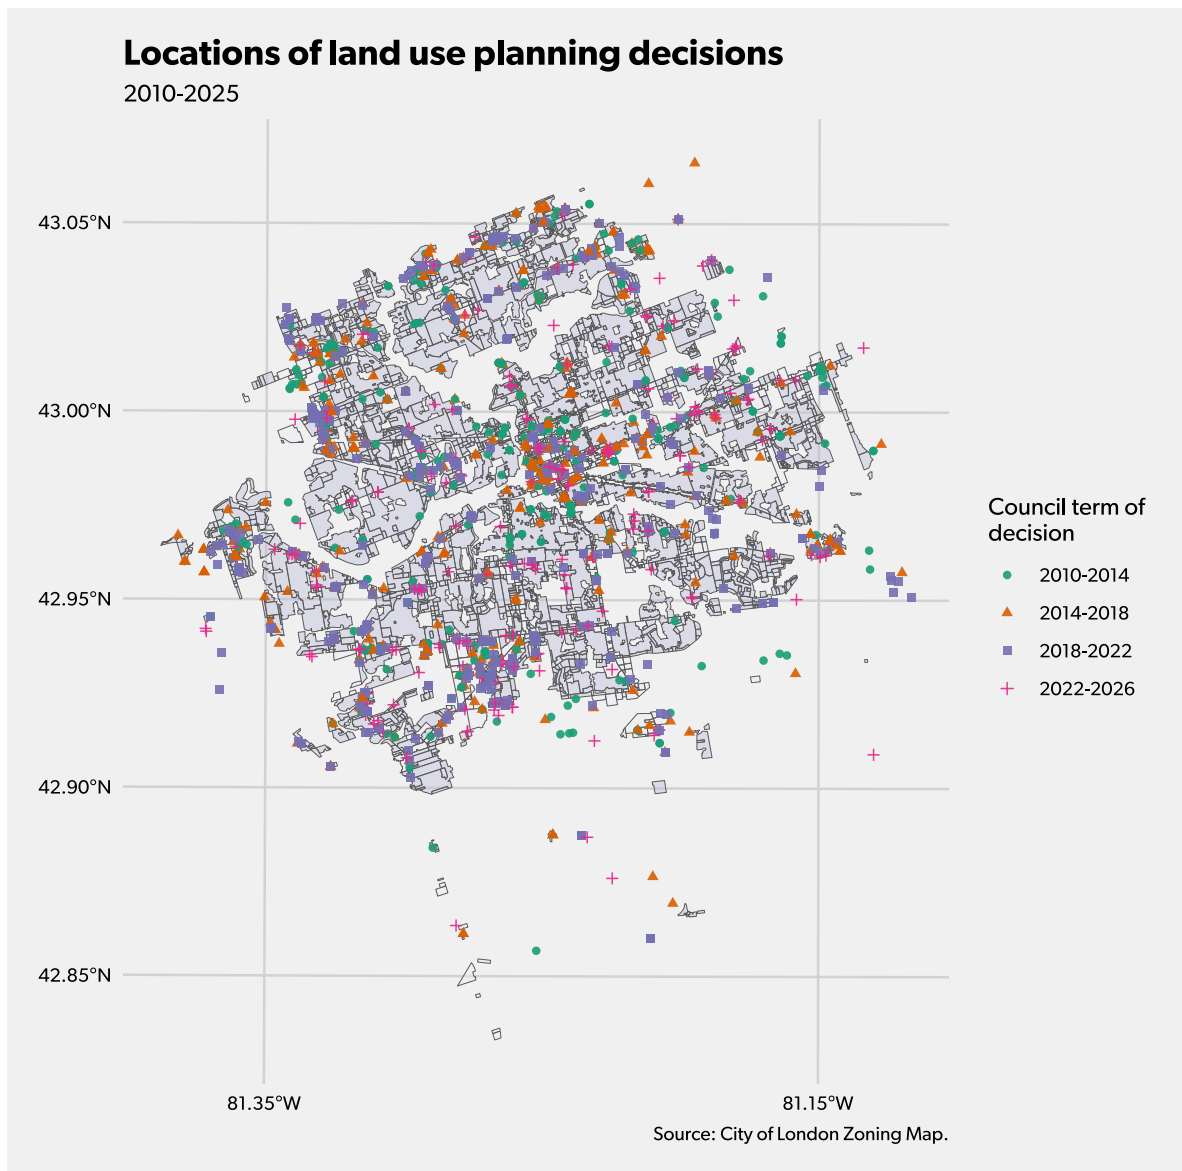 Locations of land use planning decisions
2010-2025
43.05°N
43.00°N
42.95°N
42.90°N
42.85°N
81.35°W
81.15°W
Council term of
decision
2010-2014
2014-2018
2018-2022
2022-2026
Source: City of London Zoning Map.